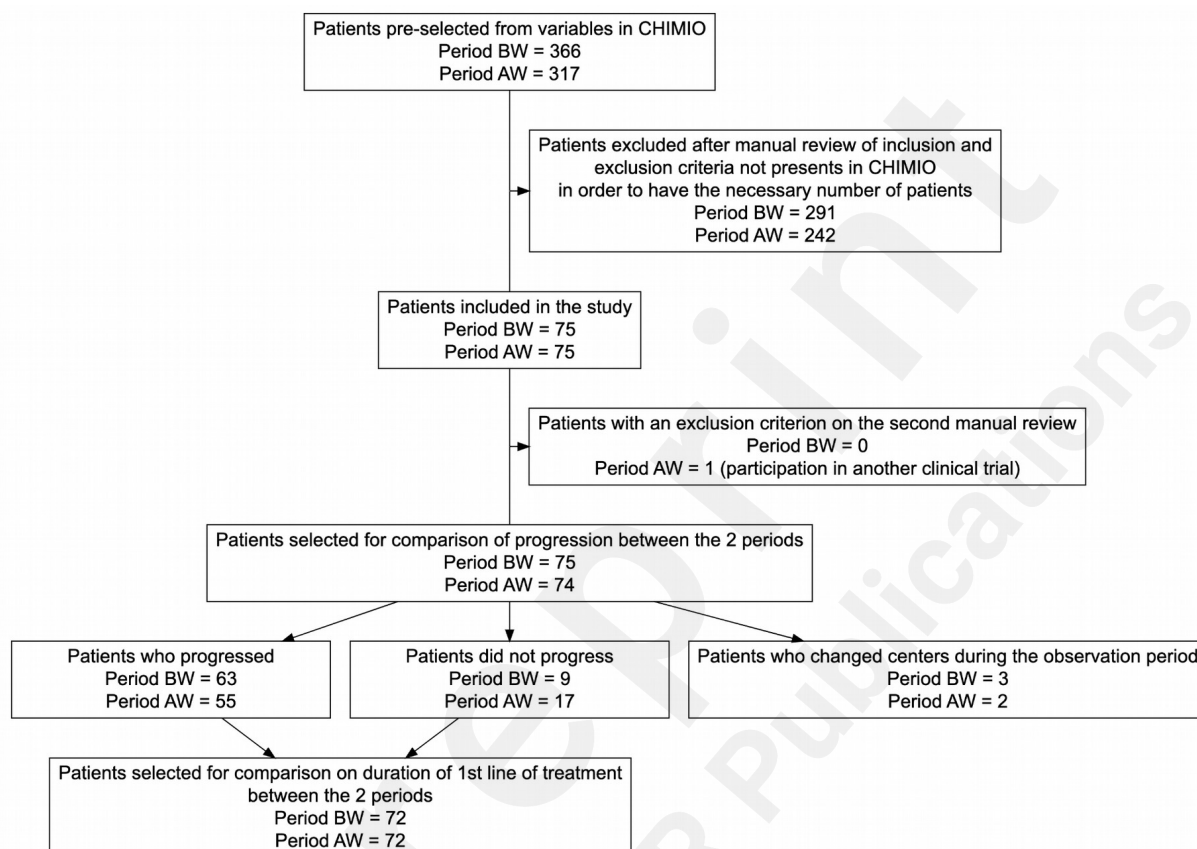 Patients pre-selected from variables in CHIMIO
Period BW = 366
Period AW = 317
Patients excluded after manual review of inclusion and
exclusion criteria not presents in CHIMIO
in order to have the necessary number of patients
Period BW = 291
Period AW = 242
Patients included in the study
Period BW = 75
Period AW = 75
Patients with an exclusion criterion on the second manual review
Period BW = 0
Period AW = 1 (participation in another clinical trial)
Patients selected for comparison of progression between the 2 periods
Period BW = 75
Period AW = 74
Patients who progressed
Period BW = 63
Period AW = 55
Patients did not progress
Period BW = 9
Period AW = 17
Patients who changed centers during the observation period
Period BW = 3
Period AW = 2
Patients selected for comparison on duration of 1st line of treatment
between the 2 periods
Period BW = 72
Period AW = 72
eprint
R Publications